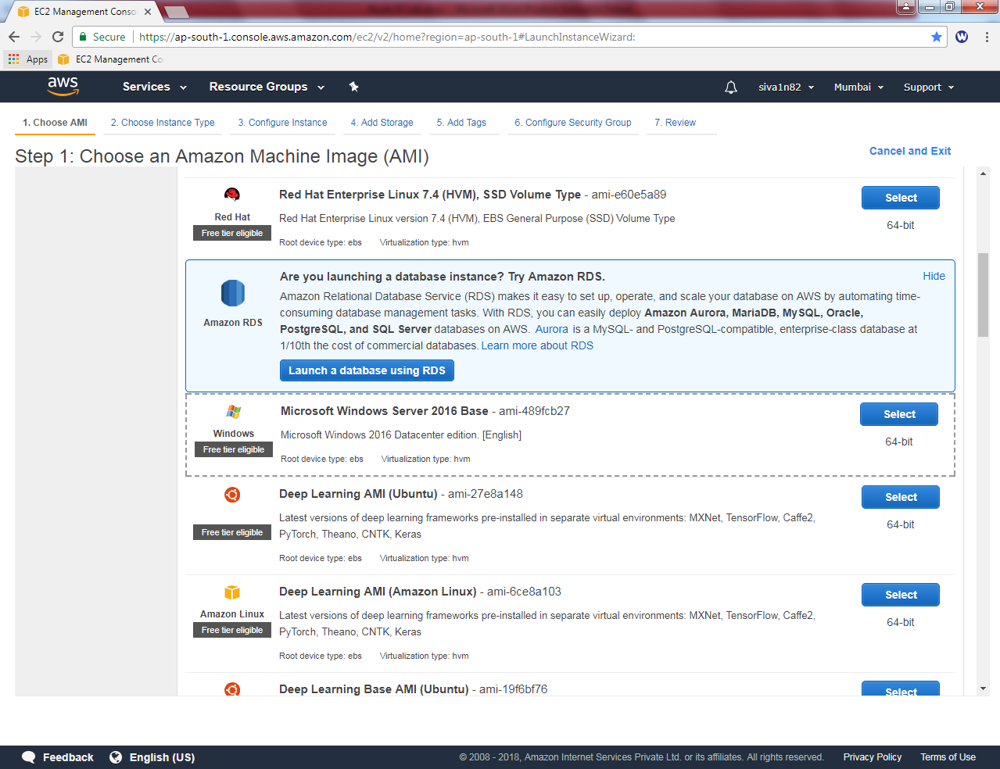 EC2 Management Conso
Secure https://ap-south-1.console.aws.amazon.com/ec2/v2/home?region=ap-south-1#LaunchInstanceWizard:
Apps EC2 Management Co
aws Services Resource Groups siva1n82 Mumbai Support
1. Choose AMI 2. Choose Instance Type 3. Configure Instance 4. Add Storage 5. Add Tags 6. Configure Security Group 7. Review
Step 1: Choose an Amazon Machine Image (AMI)
Cancel and Exit
Red Hat
Free tier eligible
Red Hat Enterprise Linux 7.4 (HVM), SSD Volume Type - ami-e60e5a89
Red Hat Enterprise Linux version 7.4 (HVM), EBS General Purpose (SSD) Volume Type
Root device type: ebs Virtualization type: hvm
Select
64-bit
Amazon RDS
Are you launching a database instance? Try Amazon RDS.
Hide
Amazon Relational Database Service (RDS) makes it easy to set up, operate, and scale your database on AWS by automating time-
consuming database management tasks. With RDS, you can easily deploy Amazon Aurora, MariaDB, MySQL, Oracle,
PostgreSQL, and SQL Server databases on AWS. Aurora is a MySQL- and PostgreSQL-compatible, enterprise-class database at
1/10th the cost of commercial databases. Learn more about RDS
Launch a database using RDS
Windows
Free tier eligible
Microsoft Windows Server 2016 Base - ami-489fcb27
Microsoft Windows 2016 Datacenter edition. [English]
Root device type: ebs Virtualization type: hvm
Select
64-bit
Free tier eligible
Deep Learning AMI (Ubuntu) - ami-27e8a148
Latest versions of deep learning frameworks pre-installed in separate virtual environments: MXNet, TensorFlow, Caffe2,
PyTorch, Theano, CNTK, Keras
Root device type: ebs Virtualization type: hvm
Select
64-bit
Amazon Linux
Free tier eligible
Deep Learning AMI (Amazon Linux) - ami-6ce8a103
Latest versions of deep learning frameworks pre-installed in separate virtual environments: MXNet, TensorFlow, Caffe2,
PyTorch, Theano, CNTK, Keras
Root device type: ebs Virtualization type: hvm
Select
64-bit
Deep Learning Base AMI (Ubuntu) - ami-19f6bf76
Select
Feedback English (US) © 2008 - 2018, Amazon Internet Services Private Ltd. or its affiliates. All rights reserved. Privacy Policy Terms of Use